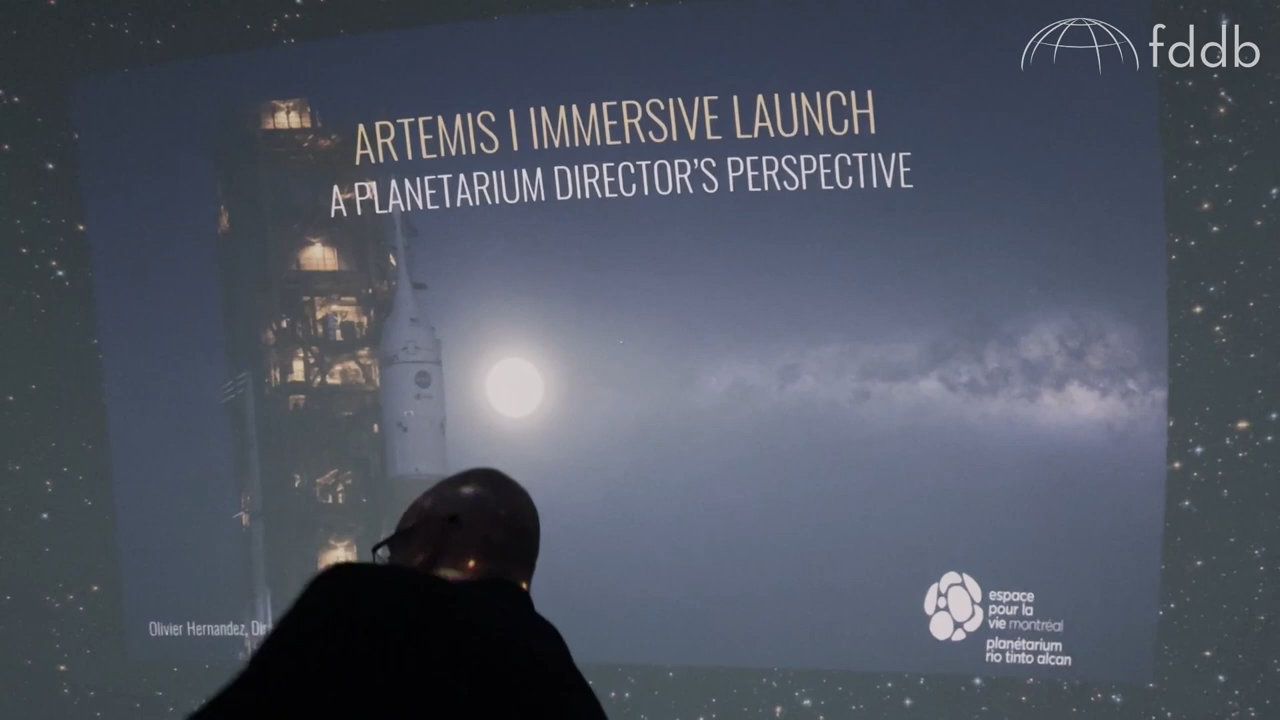 fddb
ARTEMIS I IMMERSIVE LAUNCH
A PLANETARIUM DIRECTOR'S PERSPECTIVE
espace
pour la
vie montréal
planétarium
rio tinto alcan
Olivier Hernandez,